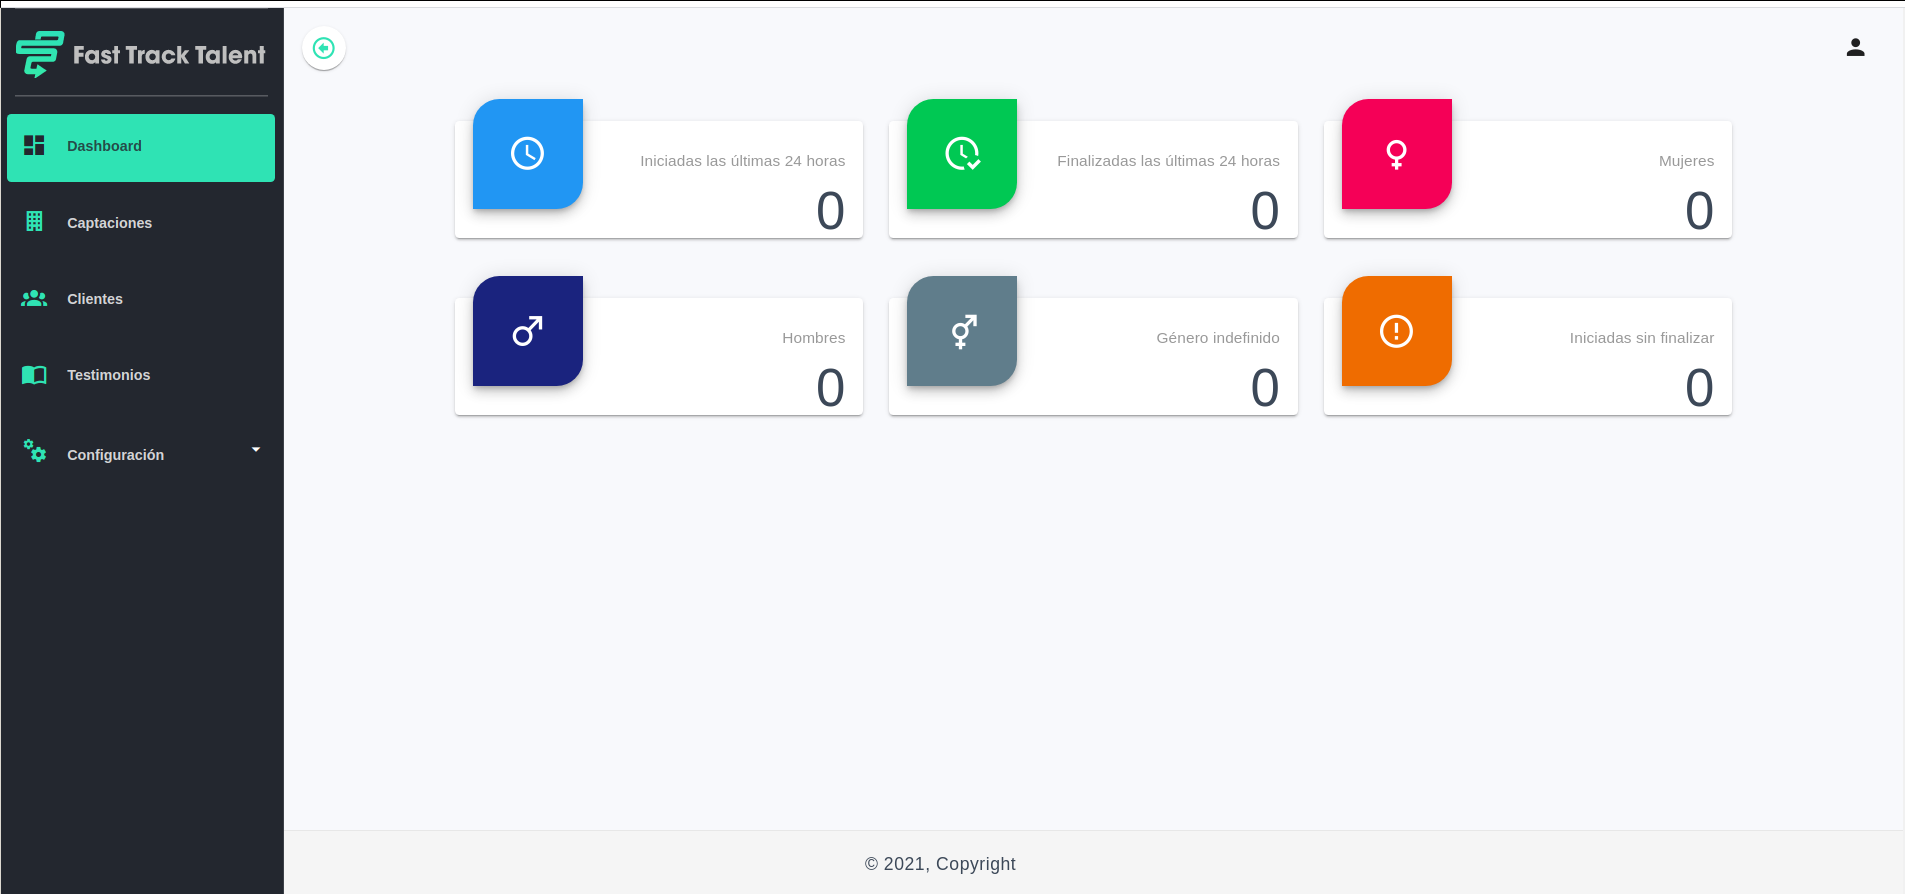 Fast Track Talent
Dashboard
Captaciones
Clientes
Testimonios
Configuración
Iniciadas las últimas 24 horas
0
Finalizadas las últimas 24 horas
0
Mujeres
0
Hombres
0
Género indefinido
0
Iniciadas sin finalizar
0
© 2021, Copyright